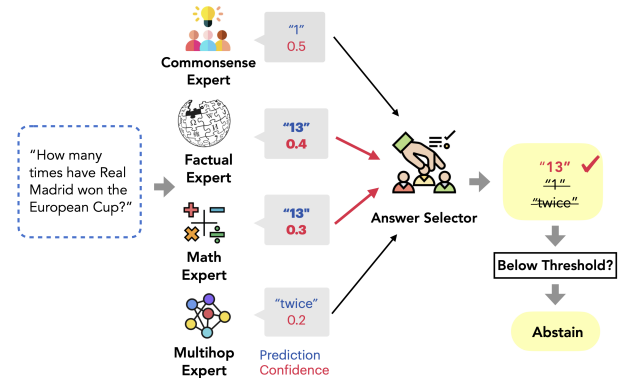 “How many
times have Real
Madrid won the
European Cup?”
Commonsense
Expert
“1”
0.5
Factual
Expert
“13”
0.4
Math
Expert
“13”
0.3
Multihop
Expert
“twice”
0.2
Prediction
Confidence
Answer Selector
“13”
“1”
“twice”
Below Threshold?
Abstain